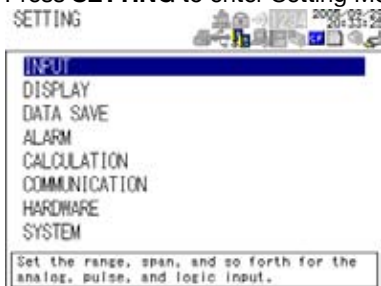 Press SETTING to enter Setting Mo
SETTING
INPUT
DISPLAY
DATA SAVE
ALARM
CALCULATION
COMMUNICATION
HARDWARE
SYSTEM
Set the range, span, and so forth for the
analog, pulse, and logic input.